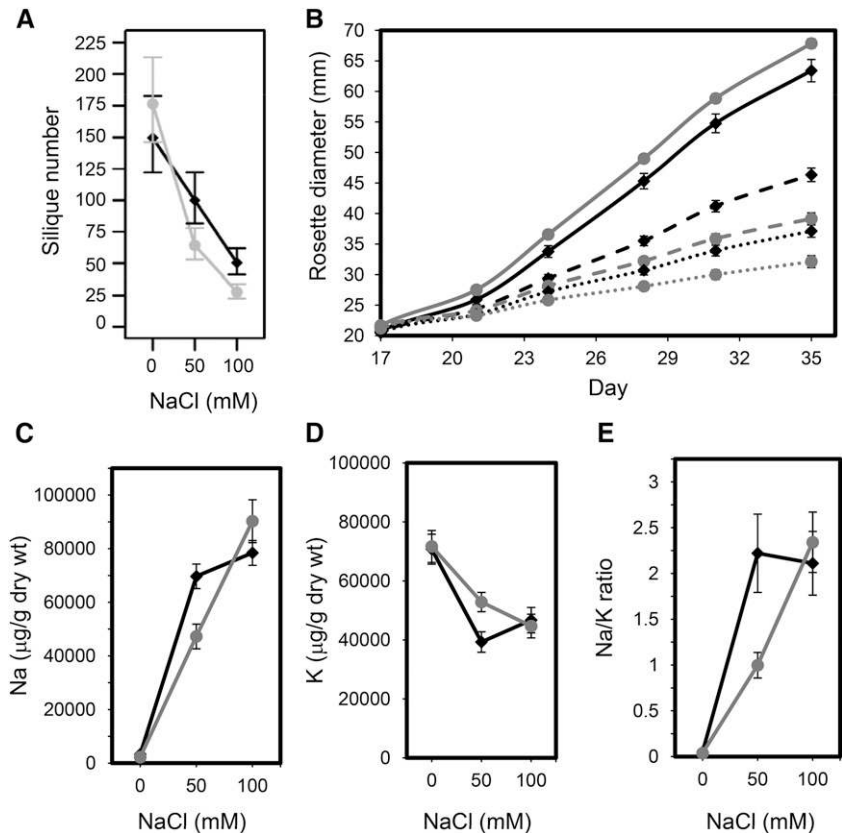 A
Silique number
225
200
175
150
125
100
75
50
25
0
0 50 100
NaCl (mM)
B
Rosette diameter (mm)
70
65
60
55
50
45
40
35
30
25
20
17 20 23 26 29 32 35
Day
C
Na (µg/g dry wt)
100000
80000
60000
40000
20000
0
0 50 100
NaCl (mM)
D
K (µg/g dry wt)
100000
80000
60000
40000
20000
0
0 50 100
NaCl (mM)
E
Na/K ratio
3
2.5
2
1.5
1
0.5
0
0 50 100
NaCl (mM)